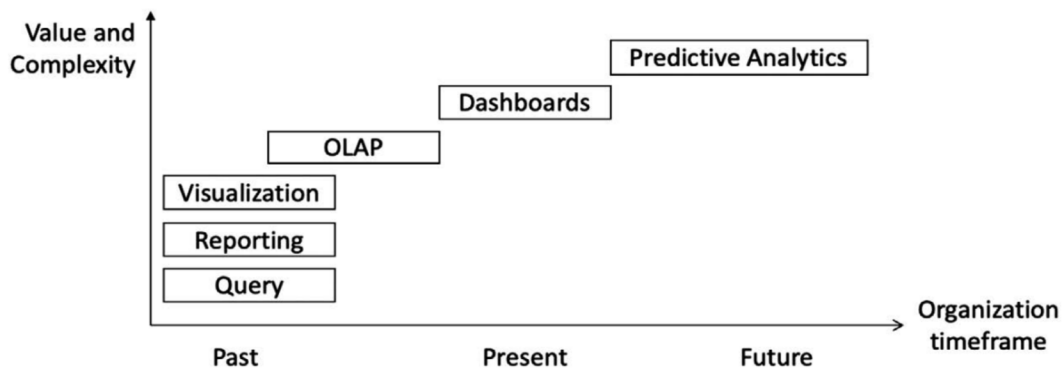 Value and
Complexity
Predictive Analytics
Dashboards
OLAP
Visualization
Reporting
Query
Organization
timeframe
Past
Present
Future